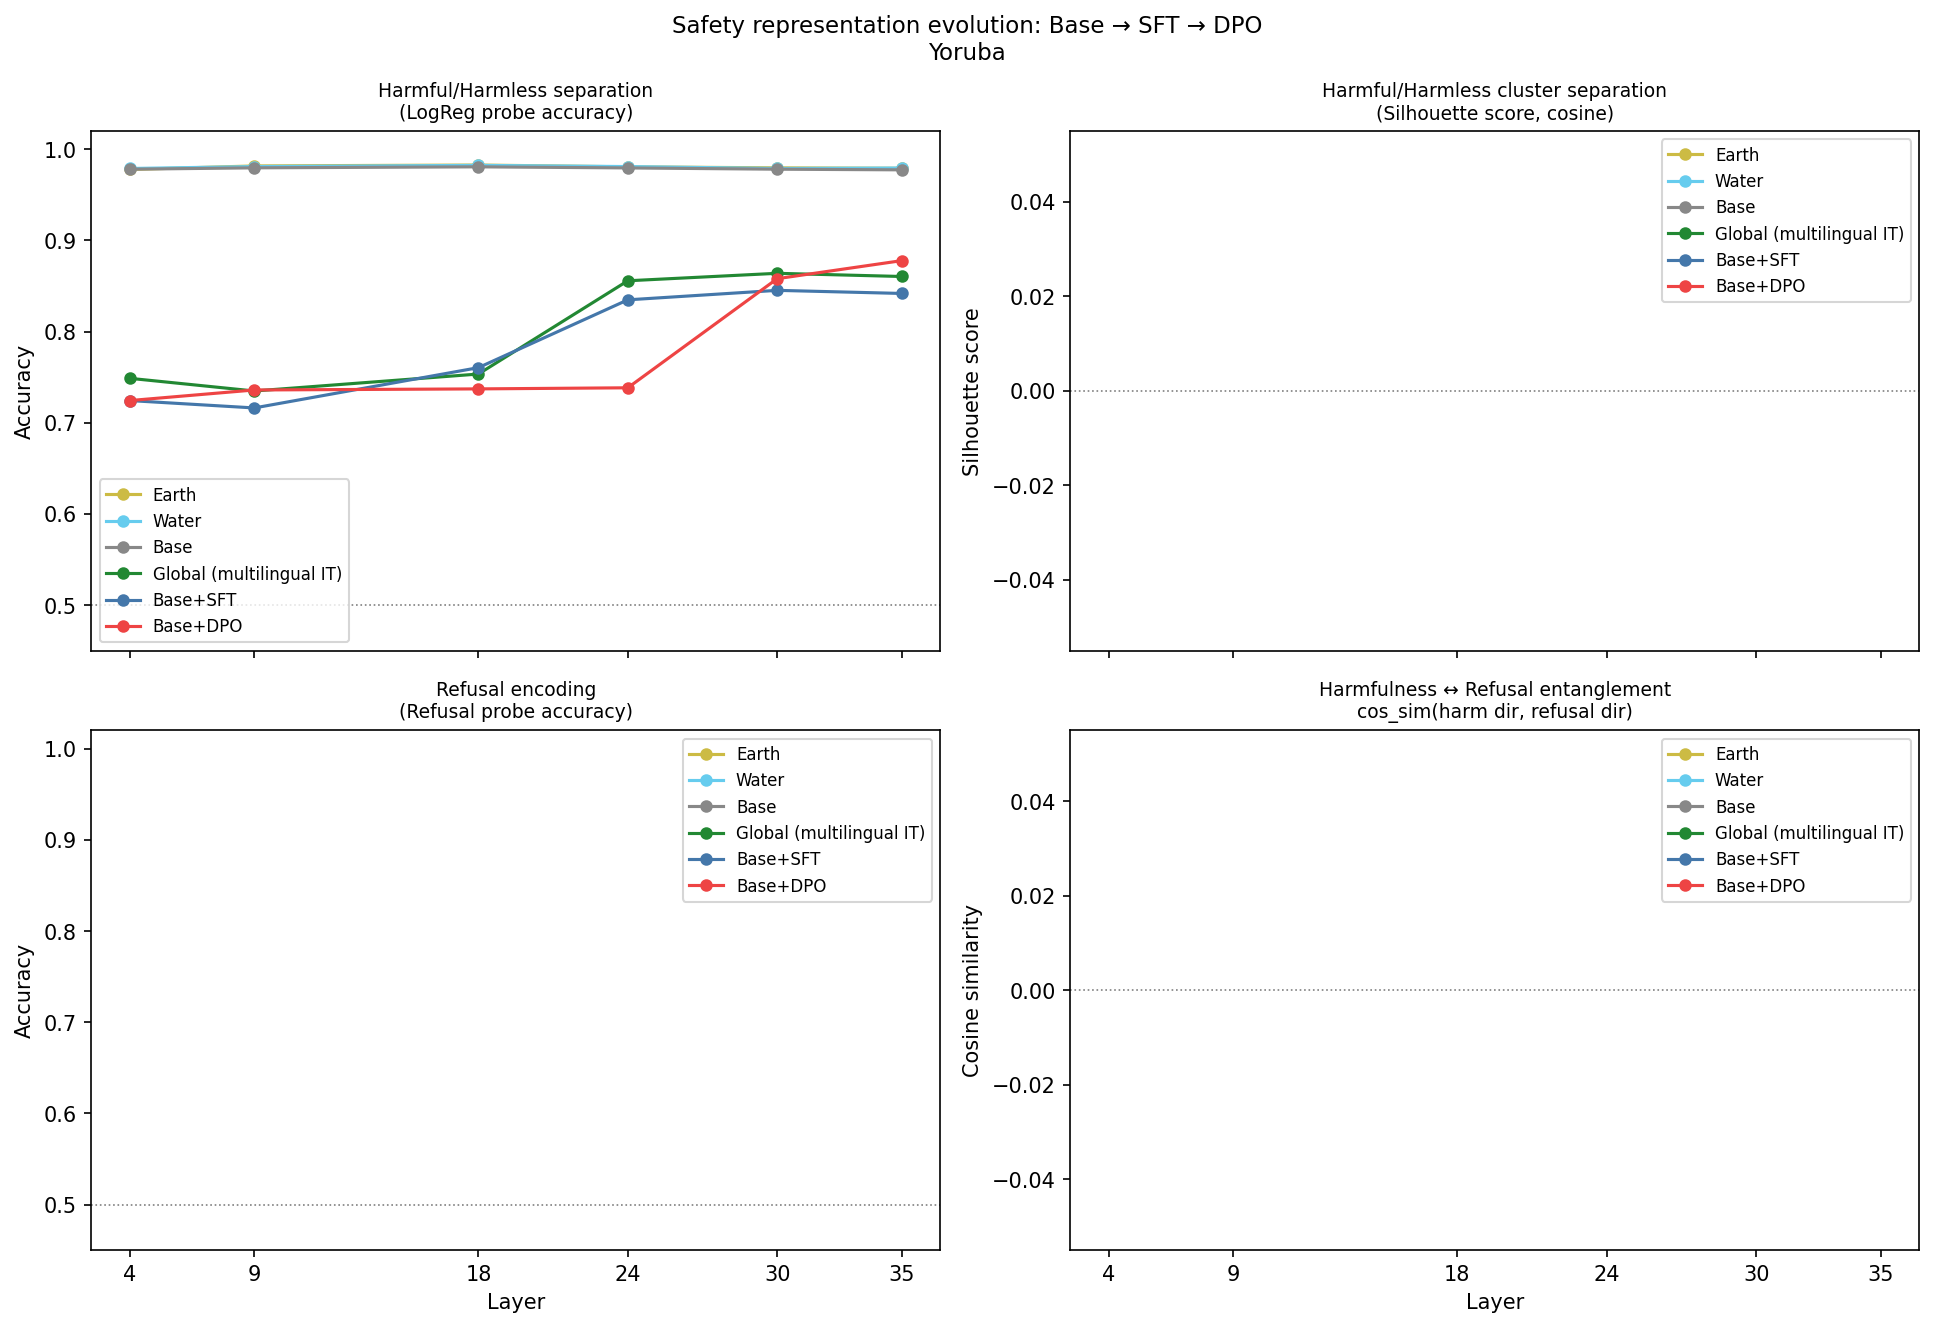 Safety representation evolution: Base → SFT → DPO
Yoruba
Harmful/Harmless separation
(LogReg probe accuracy)
Accuracy
1.0
0.9
0.8
0.7
0.6
0.5
Earth
Water
Base
Global (multilingual IT)
Base+SFT
Base+DPO
Harmful/Harmless cluster separation
(Silhouette score, cosine)
Silhouette score
0.04
0.02
0.00
−0.02
−0.04
Earth
Water
Base
Global (multilingual IT)
Base+SFT
Base+DPO
Refusal encoding
(Refusal probe accuracy)
Accuracy
1.0
0.9
0.8
0.7
0.6
0.5
Earth
Water
Base
Global (multilingual IT)
Base+SFT
Base+DPO
4 9 18 24 30 35
Layer
Harmfulness ↔ Refusal entanglement
cos_sim(harm dir, refusal dir)
Cosine similarity
0.04
0.02
0.00
−0.02
−0.04
Earth
Water
Base
Global (multilingual IT)
Base+SFT
Base+DPO
4 9 18 24 30 35
Layer